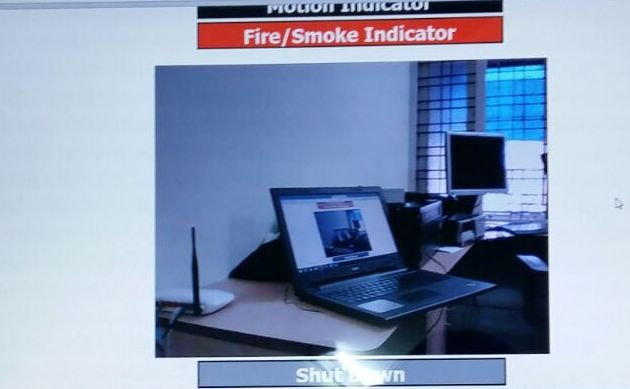 Motion Indicator
Fire/Smoke Indicator
Shut Down